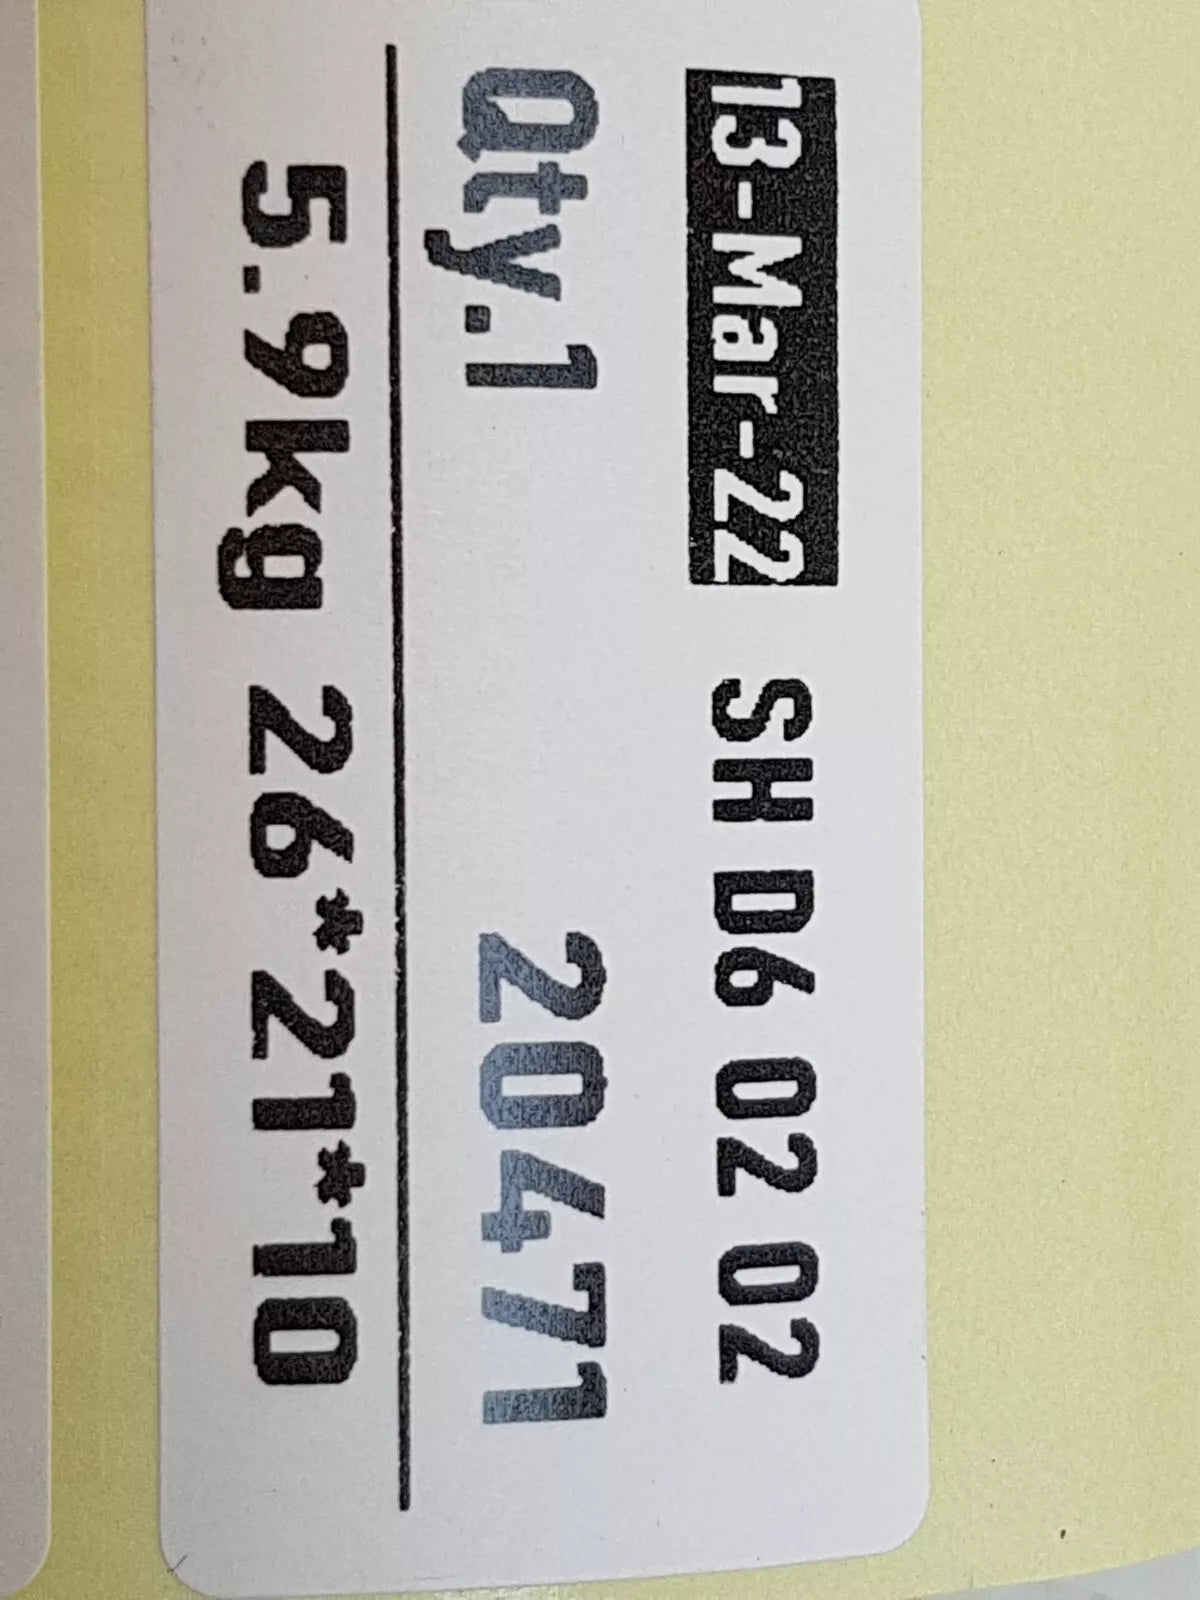 13-Mar-22 SH D6 02 02
Qty.1 20471
5.9kg 26*21*10